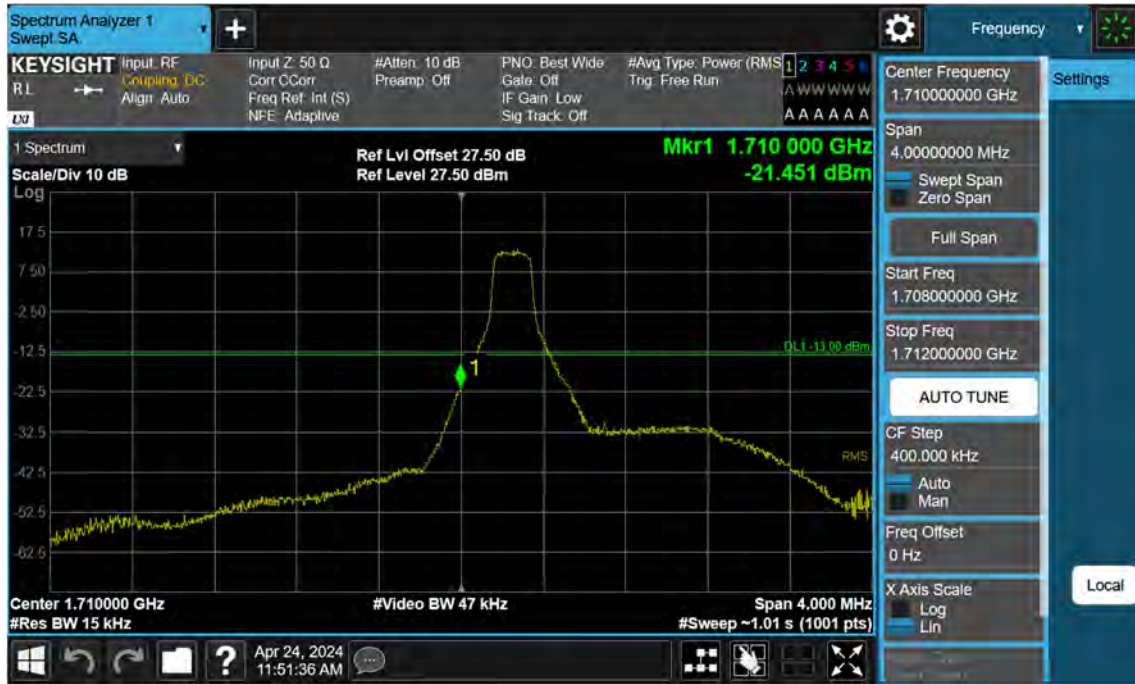 Spectrum Analyzer 1
Swept SA
Frequency
KEYSIGHT
RL
LXI
Input: RF
Coupling: DC
Align: Auto
Input Z: 50 Ω
Corr CCorr
Freq Ref: Int (S)
NFE: Adaptive
#Atten: 10 dB
Preamp: Off
PNO: Best Wide
Gate: Off
IF Gain: Low
Sig Track: Off
#Avg Type: Power (RMS
Trig: Free Run
1 2 3 4 5 6
A W W W W W
A A A A A A
1 Spectrum
Scale/Div 10 dB
Ref Lvl Offset 27.50 dB
Ref Level 27.50 dBm
Mkr1 1.710 000 GHz
-21.451 dBm
Log
17.5
7.50
-2.50
-12.5
-22.5
-32.5
-42.5
-52.5
-62.5
DL1 -13.00 dBm
1
RMS
Center 1.710000 GHz
#Video BW 47 kHz
Span 4.000 MHz
#Res BW 15 kHz
#Sweep ~1.01 s (1001 pts)
Apr 24, 2024
11:51:36 AM
?
Center Frequency
1.710000000 GHz
Settings
Span
4.00000000 MHz
Swept Span
Zero Span
Full Span
Start Freq
1.708000000 GHz
Stop Freq
1.712000000 GHz
AUTO TUNE
CF Step
400.000 kHz
Auto
Man
Freq Offset
0 Hz
X Axis Scale
Log
Lin
Local